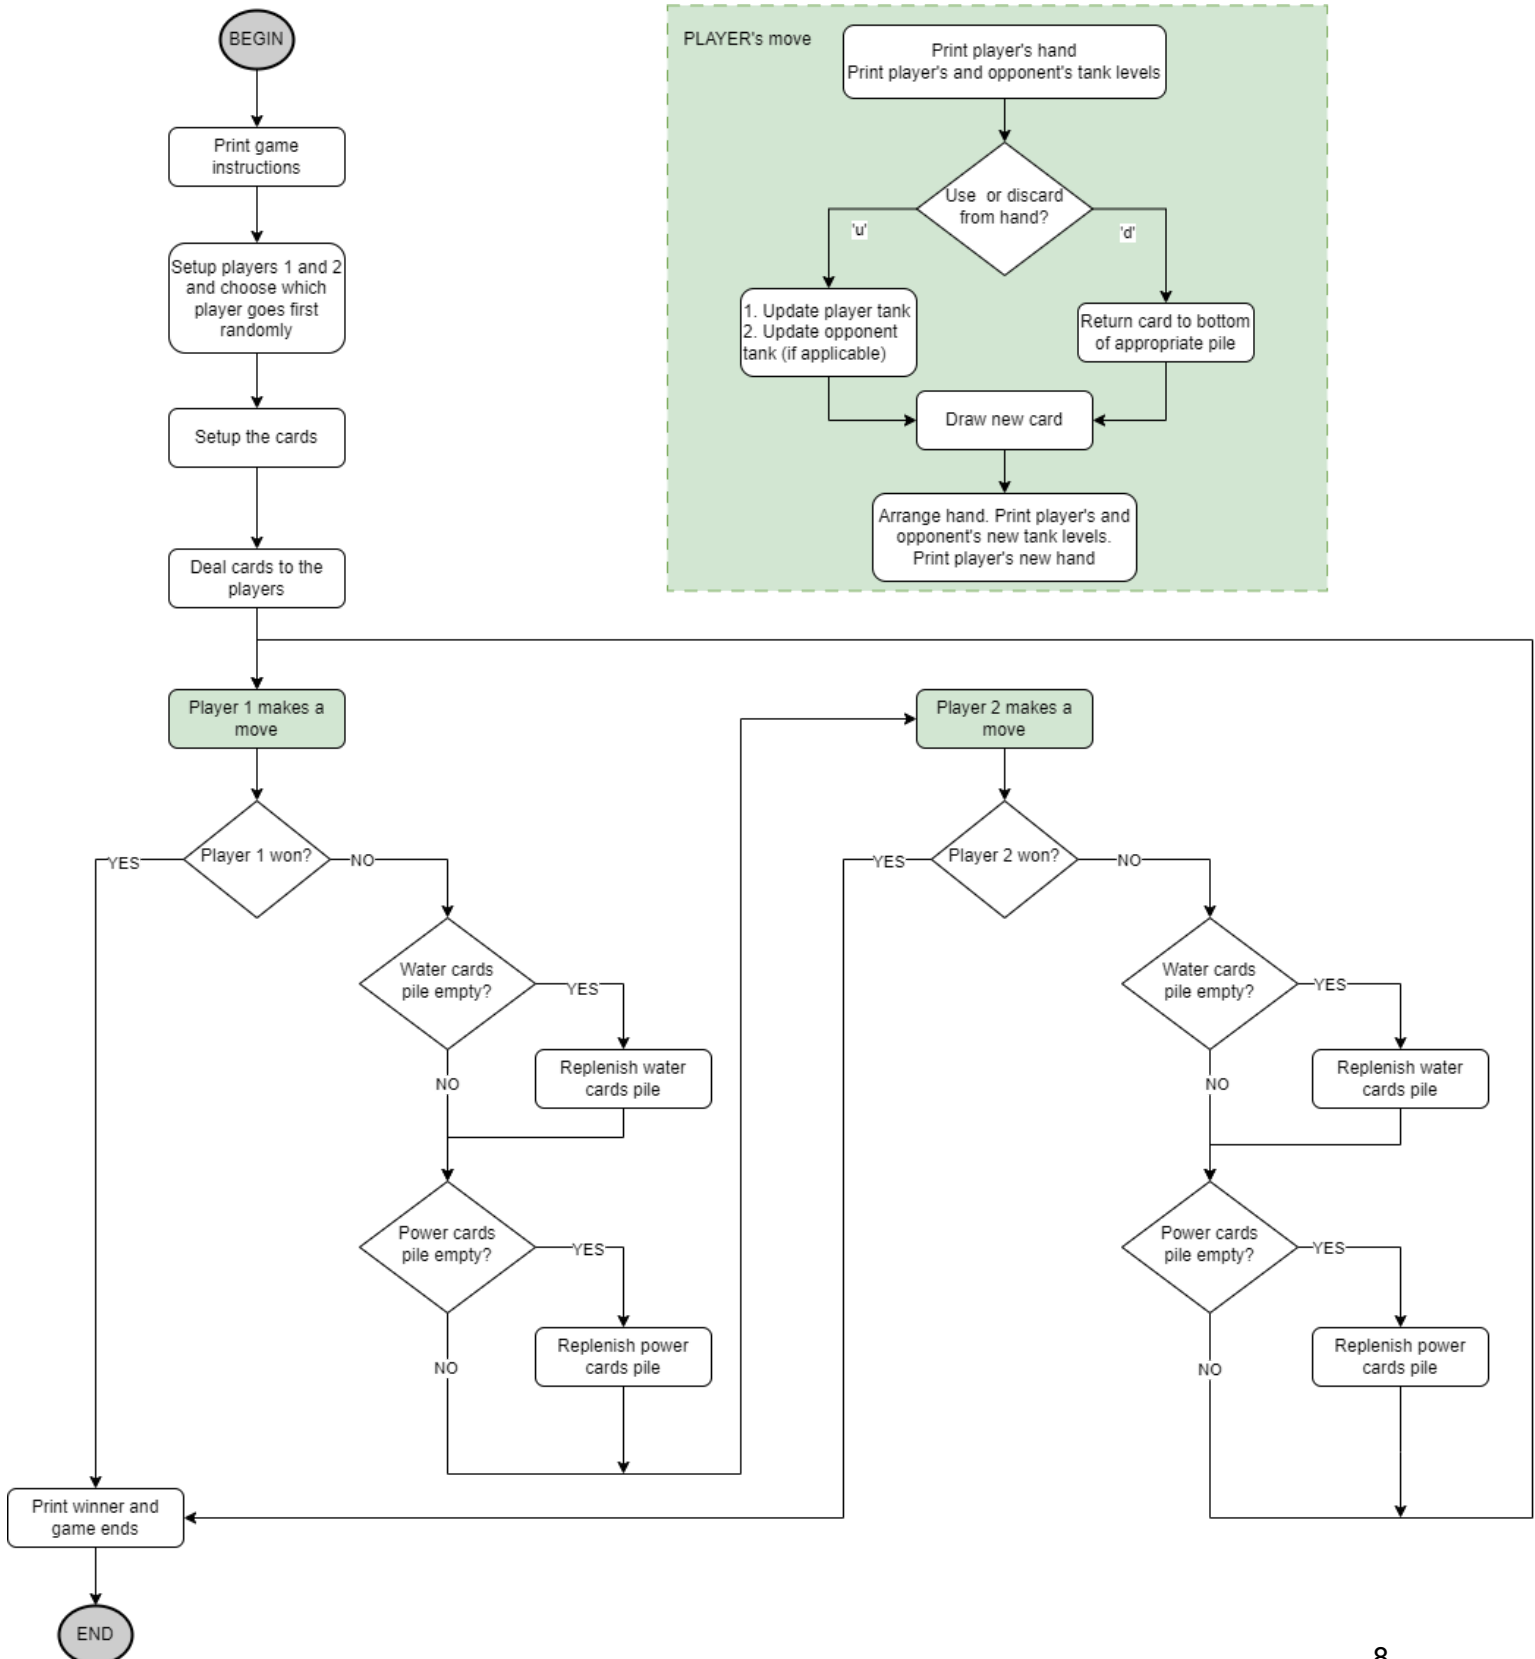 BEGIN
Print game
instructions
Setup players 1 and 2
and choose which
player goes first
randomly
Setup the cards
Deal cards to the
players
PLAYER's move
Print player's hand
Print player's and opponent's tank levels
Use or discard
from hand?
'u'
'd'
1. Update player tank
2. Update opponent
tank (if applicable)
Return card to bottom
of appropriate pile
Draw new card
Arrange hand. Print player's and
opponent's new tank levels.
Print player's new hand
Player 1 makes a
move
Player 1 won?
YES
NO
Water cards
pile empty?
YES
NO
Replenish water
cards pile
Power cards
pile empty?
YES
NO
Replenish power
cards pile
Player 2 makes a
move
Player 2 won?
YES
NO
Water cards
pile empty?
YES
NO
Replenish water
cards pile
Power cards
pile empty?
YES
NO
Replenish power
cards pile
Print winner and
game ends
END
8